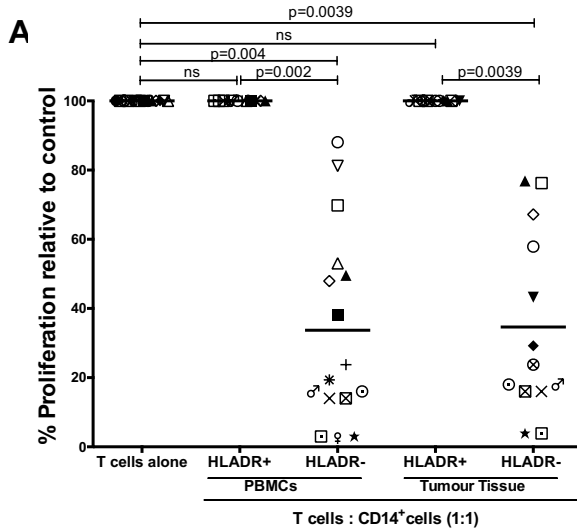 A
p=0.0039
ns
p=0.004
ns
p=0.002
p=0.0039
% Proliferation relative to control
100
80
60
40
20
0
T cells alone
HLADR+
HLADR-
HLADR+
HLADR-
PBMCs
Tumour Tissue
T cells : CD14⁺cells (1:1)